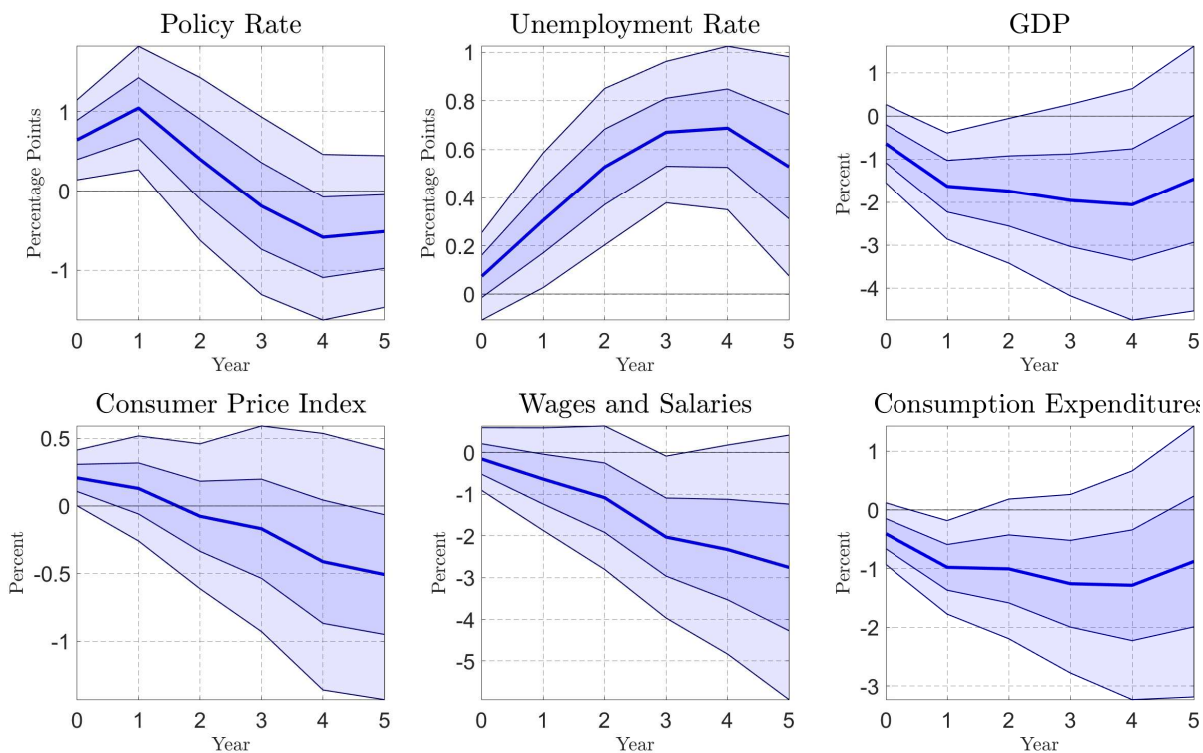 Policy Rate
Percentage Points
1
0
-1
0 1 2 3 4 5
Year
Unemployment Rate
Percentage Points
1
0.8
0.6
0.4
0.2
0
0 1 2 3 4 5
Year
GDP
Percent
1
0
-1
-2
-3
-4
0 1 2 3 4 5
Year
Consumer Price Index
Percent
0.5
0
-0.5
-1
0 1 2 3 4 5
Year
Wages and Salaries
Percent
0
-1
-2
-3
-4
-5
0 1 2 3 4 5
Year
Consumption Expenditures
Percent
1
0
-1
-2
-3
0 1 2 3 4 5
Year